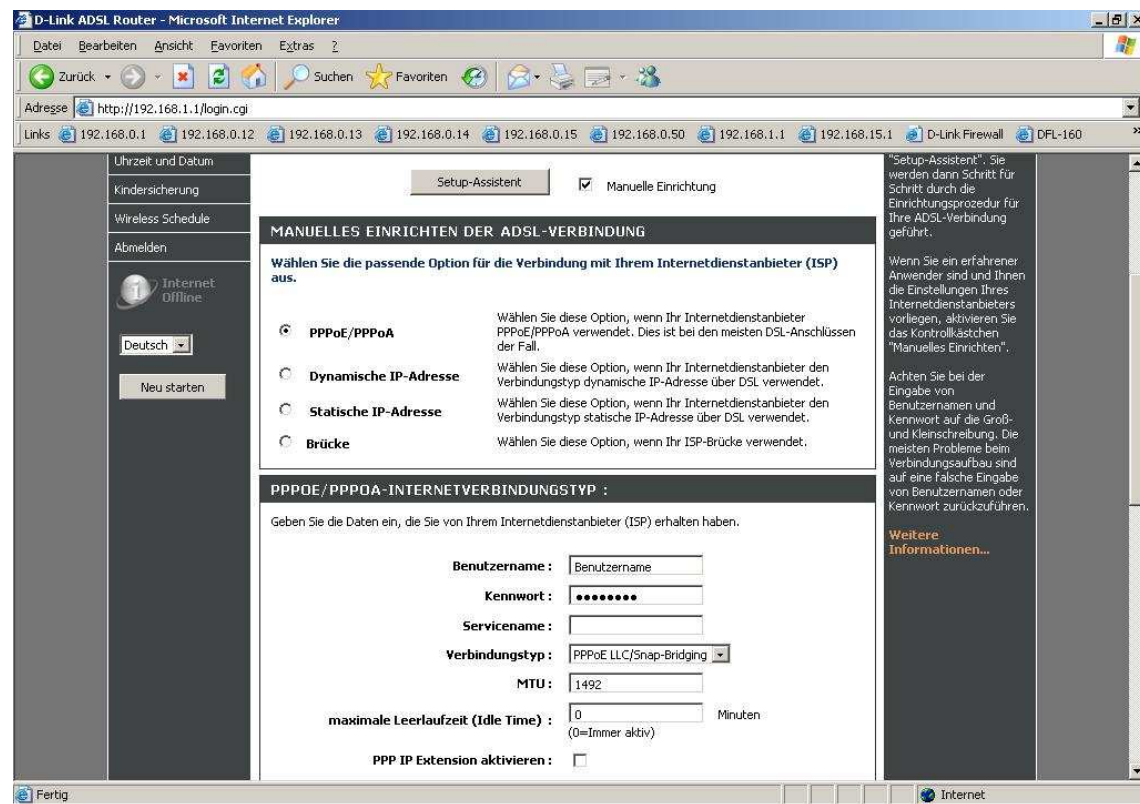 D-Link ADSL Router - Microsoft Internet Explorer
Datei Bearbeiten Ansicht Favoriten Extras ?
Zurück Suchen Favoriten
Adresse http://192.168.1.1/login.cgi
Links 192.168.0.1 192.168.0.12 192.168.0.13 192.168.0.14 192.168.0.15 192.168.0.50 192.168.1.1 192.168.15.1 D-Link Firewall DFL-160 »
Uhrzeit und Datum
Kindersicherung
Wireless Schedule
Abmelden
Internet
Offline
Deutsch
Neu starten
Setup-Assistent Manuelle Einrichtung
MANUELLES EINRICHTEN DER ADSL-VERBINDUNG
Wählen Sie die passende Option für die Verbindung mit Ihrem Internetdienstanbieter (ISP)
aus.
PPPoE/PPPoA
Wählen Sie diese Option, wenn Ihr Internetdienstanbieter
PPPoE/PPPoA verwendet. Dies ist bei den meisten DSL-Anschlüssen
der Fall.
Dynamische IP-Adresse
Wählen Sie diese Option, wenn Ihr Internetdienstanbieter den
Verbindungstyp dynamische IP-Adresse über DSL verwendet.
Statische IP-Adresse
Wählen Sie diese Option, wenn Ihr Internetdienstanbieter den
Verbindungstyp statische IP-Adresse über DSL verwendet.
Brücke
Wählen Sie diese Option, wenn Ihr ISP-Brücke verwendet.
PPPOE/PPPOA-INTERNETVERBINDUNGSTYP :
Geben Sie die Daten ein, die Sie von Ihrem Internetdienstanbieter (ISP) erhalten haben.
Benutzername : Benutzername
Kennwort : ●●●●●●●●
Servicename :
Verbindungstyp : PPPoE LLC/Snap-Bridging
MTU : 1492
maximale Leerlaufzeit (Idle Time) : 0 Minuten
(0=Immer aktiv)
PPP IP Extension aktivieren :
"Setup-Assistent". Sie
werden dann Schritt für
Schritt durch die
Einrichtungsprozedur für
Ihre ADSL-Verbindung
geführt.
Wenn Sie ein erfahrener
Anwender sind und Ihnen
die Einstellungen Ihres
Internetdienstanbieters
vorliegen, aktivieren Sie
das Kontrollkästchen
"Manuelles Einrichten".
Achten Sie bei der
Eingabe von
Benutzernamen und
Kennwort auf die Groß-
und Kleinschreibung. Die
meisten Probleme beim
Verbindungsaufbau sind
auf eine falsche Eingabe
von Benutzernamen oder
Kennwort zurückzuführen.
Weitere
Informationen...
Fertig Internet